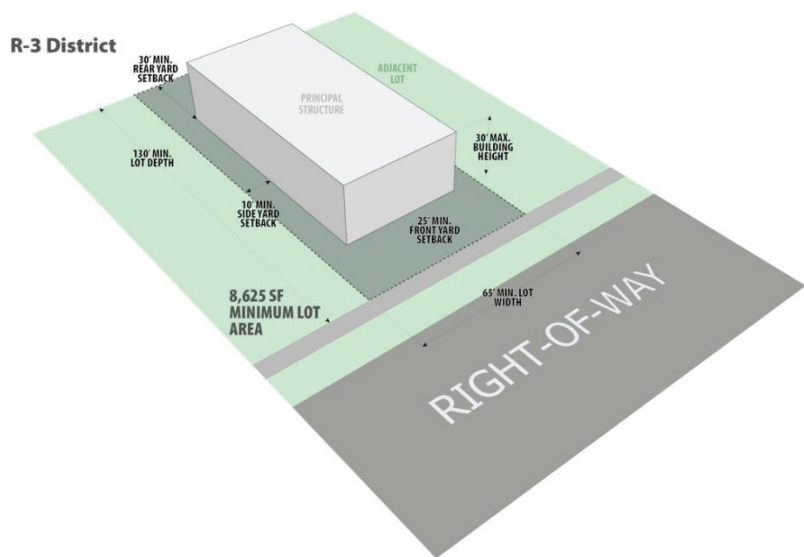 R-3 District
30' MIN.
REAR YARD
SETBACK
ADJACENT
LOT
PRINCIPAL
STRUCTURE
130' MIN.
LOT DEPTH
30' MAX.
BUILDING
HEIGHT
10' MIN.
SIDE YARD
SETBACK
25' MIN.
FRONT YARD
SETBACK
8,625 SF
MINIMUM LOT
AREA
65' MIN. LOT
WIDTH
RIGHT-OF-WAY